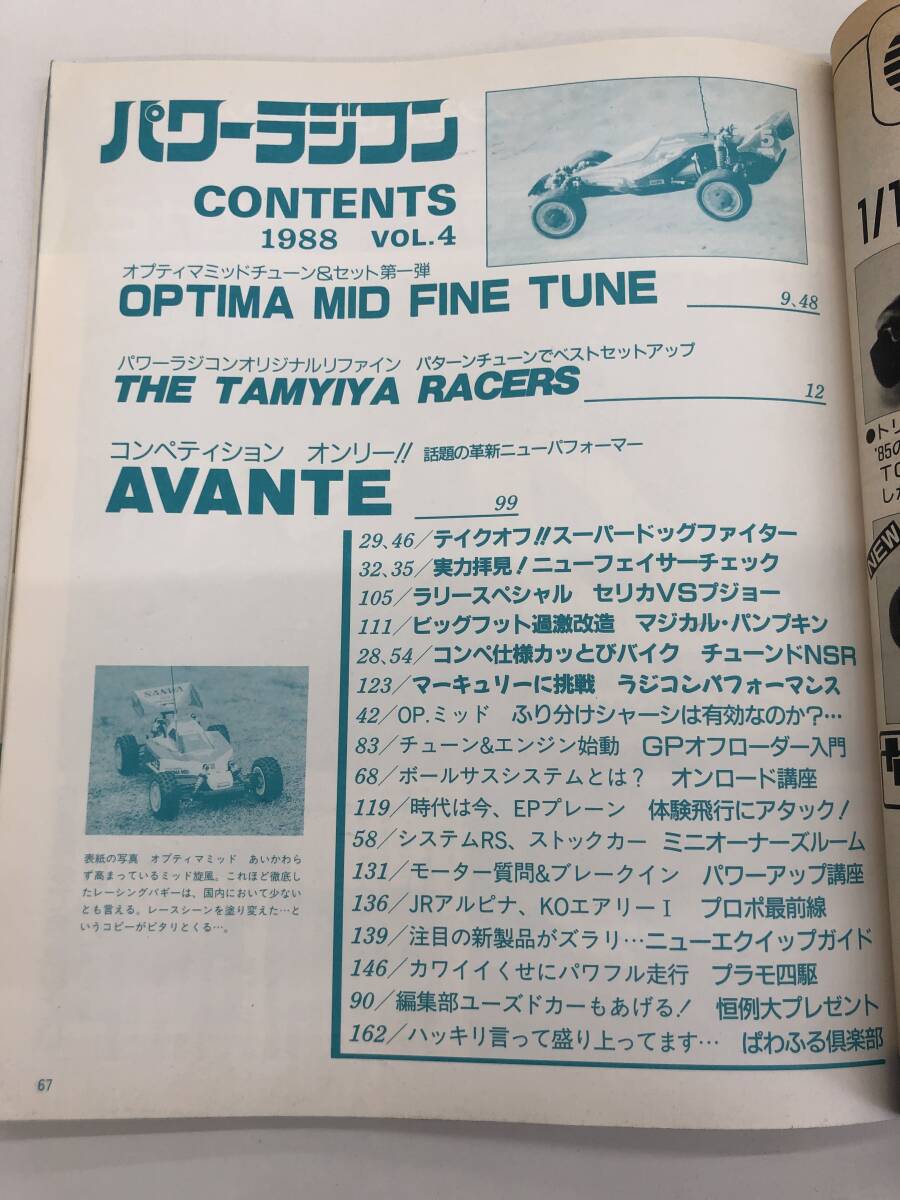 パワーラジコン
CONTENTS
1988 VOL.4
オプティマミッドチューン&セット第一弾
OPTIMA MID FINE TUNE 9、48
パワーラジコンオリジナルリファイン パターンチューンでベストセットアップ
THE TAMYIYA RACERS 12
コンペティション オンリー!! 話題の革新ニューパフォーマー
AVANTE 99
29、46/テイクオフ!!スーパードッグファイター
32、35/実力拝見!ニューフェイサーチェック
105/ラリースペシャル セリカVSプジョー
111/ビッグフット過激改造 マジカル・パンプキン
28、54/コンペ仕様カッとびバイク チューンドNSR
123/マーキュリーに挑戦 ラジコンパフォーマンス
42/OP.ミッド ふり分けシャーシは有効なのか?…
83/チューン&エンジン始動 GPオフローダー入門
68/ボールサスシステムとは? オンロード講座
119/時代は今、EPプレーン 体験飛行にアタック!
58/システムRS、ストックカー ミニオーナーズルーム
131/モーター質問&ブレークイン パワーアップ講座
136/JRアルピナ、KOエアリーI プロポ最前線
139/注目の新製品がズラリ…ニューエクイップガイド
146/カワイイくせにパワフル走行 プラモ四駆
90/編集部ユーズドカーもあげる! 恒例大プレゼント
162/ハッキリ言って盛り上ってます… ぱわふる倶楽部
SANWA
5
表紙の写真 オプティマミッド あいかわら
ず高まっているミッド旋風。これほど徹底し
たレーシングバギーは、国内において少ない
とも言える。レースシーンを塗り変えた…と
いうコピーがピタリとくる…。
67
1/1
●トリ
'85の
TO
した
NEW